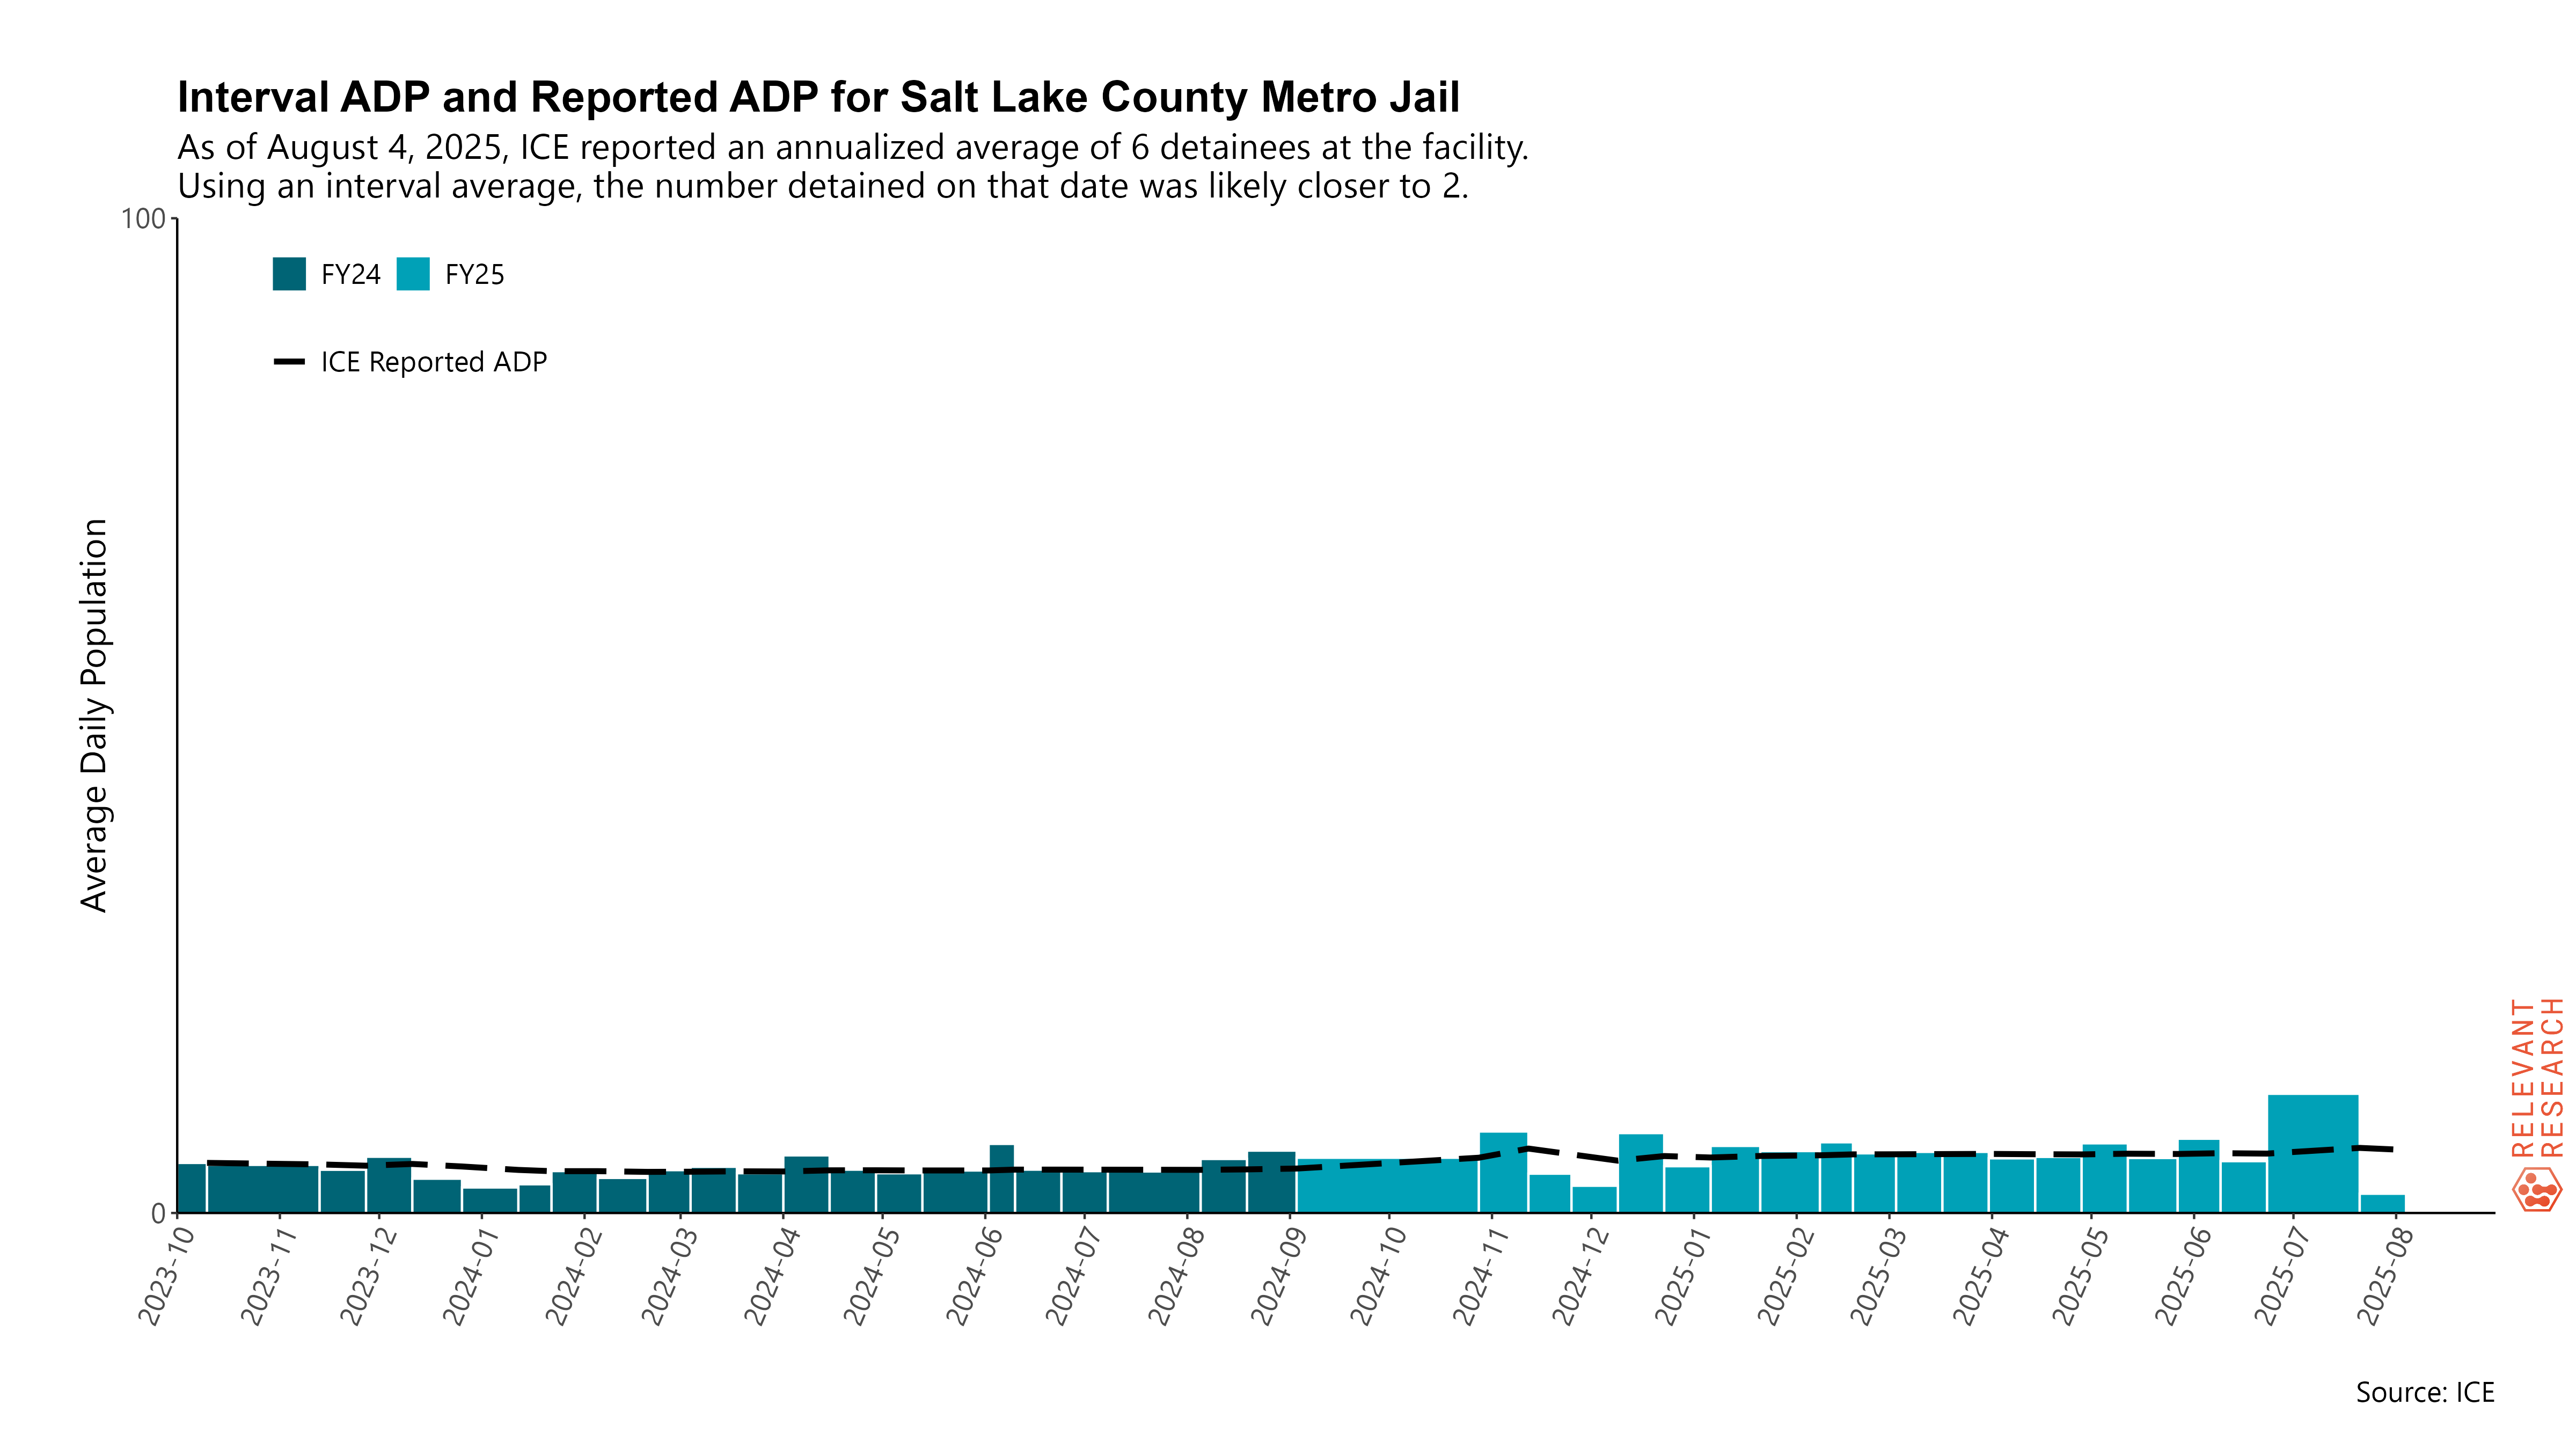 Interval ADP and Reported ADP for Salt Lake County Metro Jail
As of August 4, 2025, ICE reported an annualized average of 6 detainees at the facility.
Using an interval average, the number detained on that date was likely closer to 2.
100
FY24 FY25
ICE Reported ADP
Average Daily Population
0
2023-10
2023-11
2023-12
2024-01
2024-02
2024-03
2024-04
2024-05
2024-06
2024-07
2024-08
2024-09
2024-10
2024-11
2024-12
2025-01
2025-02
2025-03
2025-04
2025-05
2025-06
2025-07
2025-08
RELEVANT
RESEARCH
Source: ICE